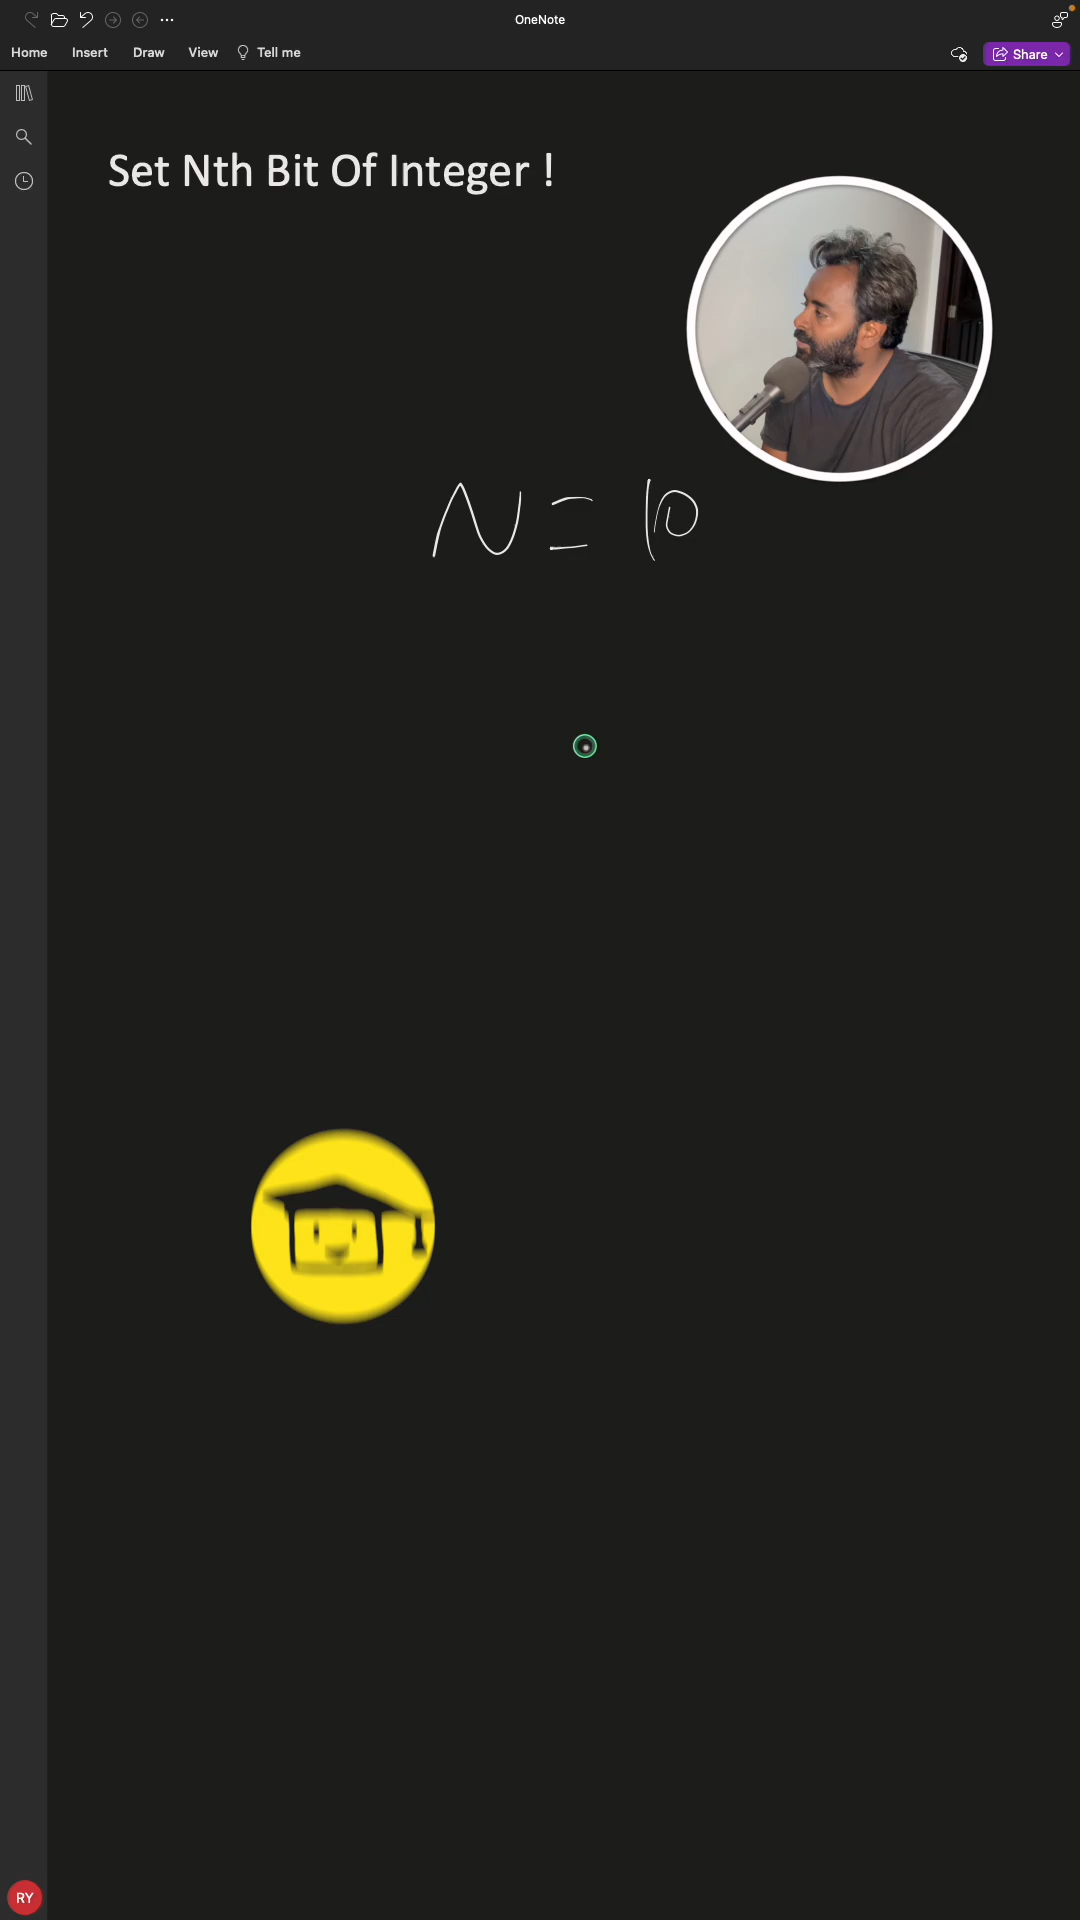 OneNote
Home Insert Draw View Tell me Share
Set Nth Bit Of Integer !
N = 10
RY